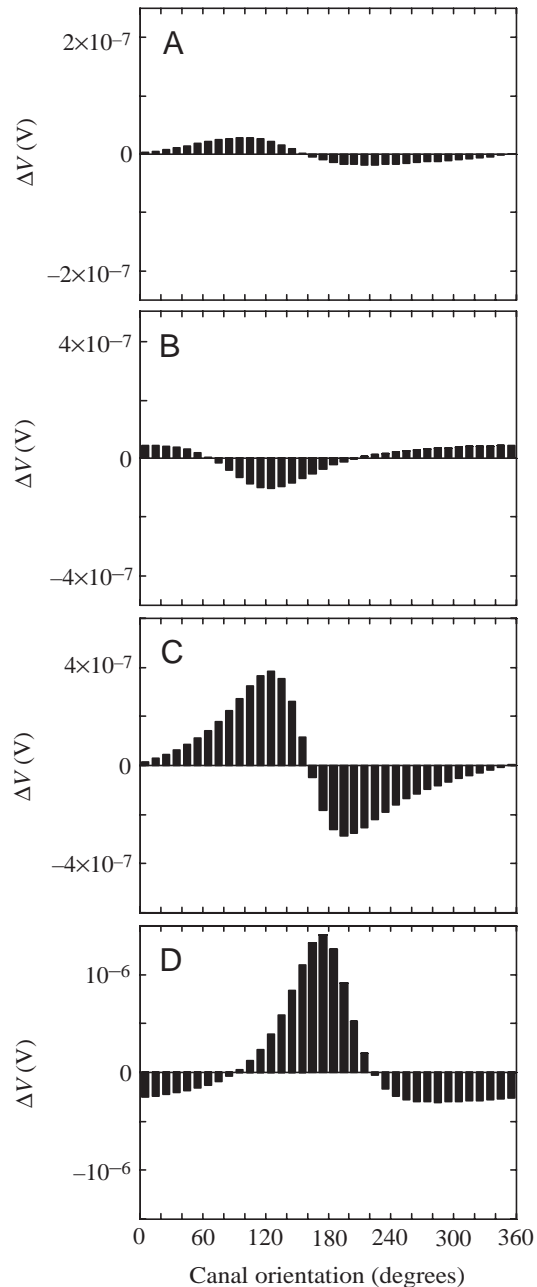 A
2×10⁻⁷
0
−2×10⁻⁷
ΔV (V)
B
4×10⁻⁷
0
−4×10⁻⁷
ΔV (V)
C
4×10⁻⁷
0
−4×10⁻⁷
ΔV (V)
D
10⁻⁶
0
−10⁻⁶
ΔV (V)
0 60 120 180 240 300 360
Canal orientation (degrees)